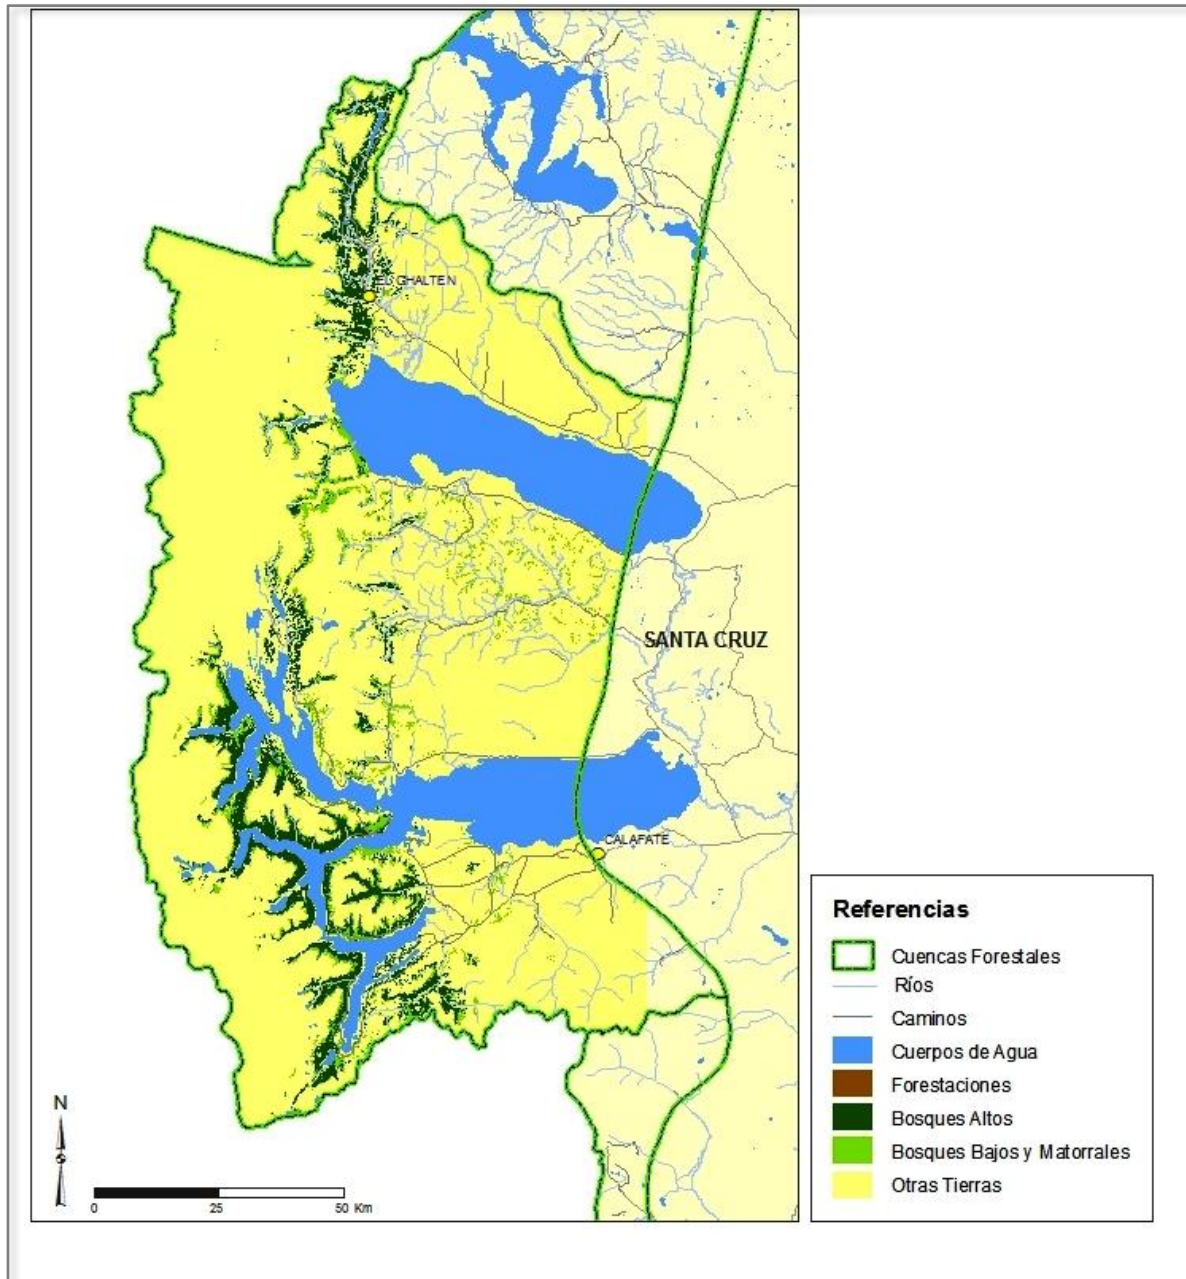 EL CHALTEN
SANTA CRUZ
CALAFATE
N
0 25 50 Km
Referencias
Cuencas Forestales
Ríos
Caminos
Cuerpos de Agua
Forestaciones
Bosques Altos
Bosques Bajos y Matorrales
Otras Tierras